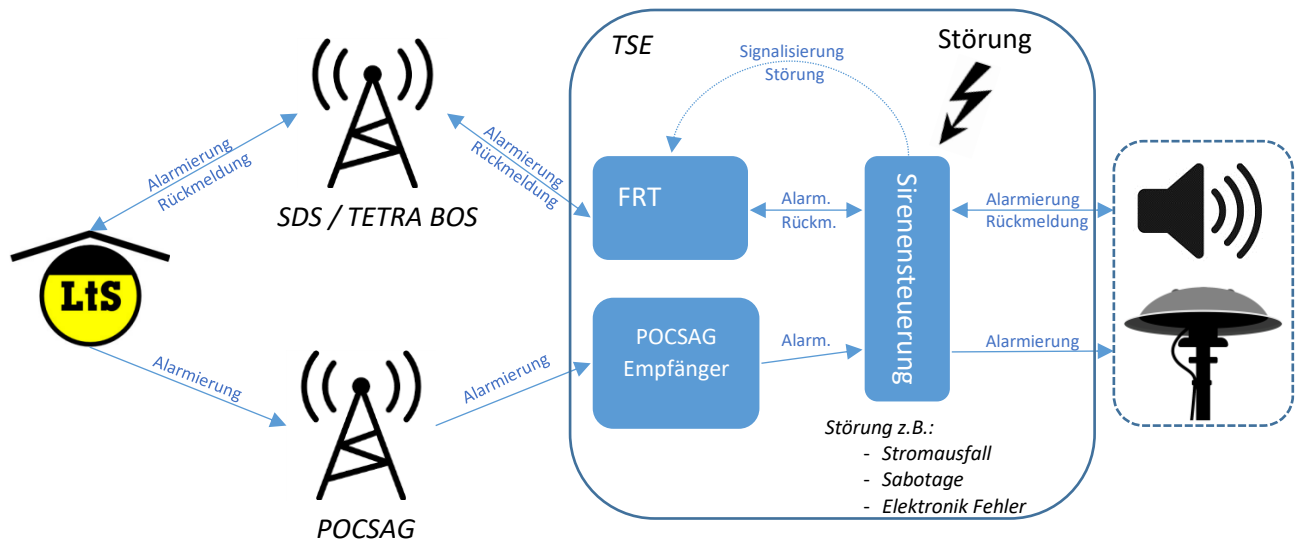 TSE
Störung
Signalisierung
Störung
Alarmierung
Rückmeldung
SDS / TETRA BOS
Alarmierung
Rückmeldung
FRT
Alarm.
Rückm.
Sirenensteuerung
Alarmierung
Rückmeldung
LtS
Alarmierung
POCSAG
Alarmierung
POCSAG
Empfänger
Alarm.
Alarmierung
Störung z.B.:
- Stromausfall
- Sabotage
- Elektronik Fehler